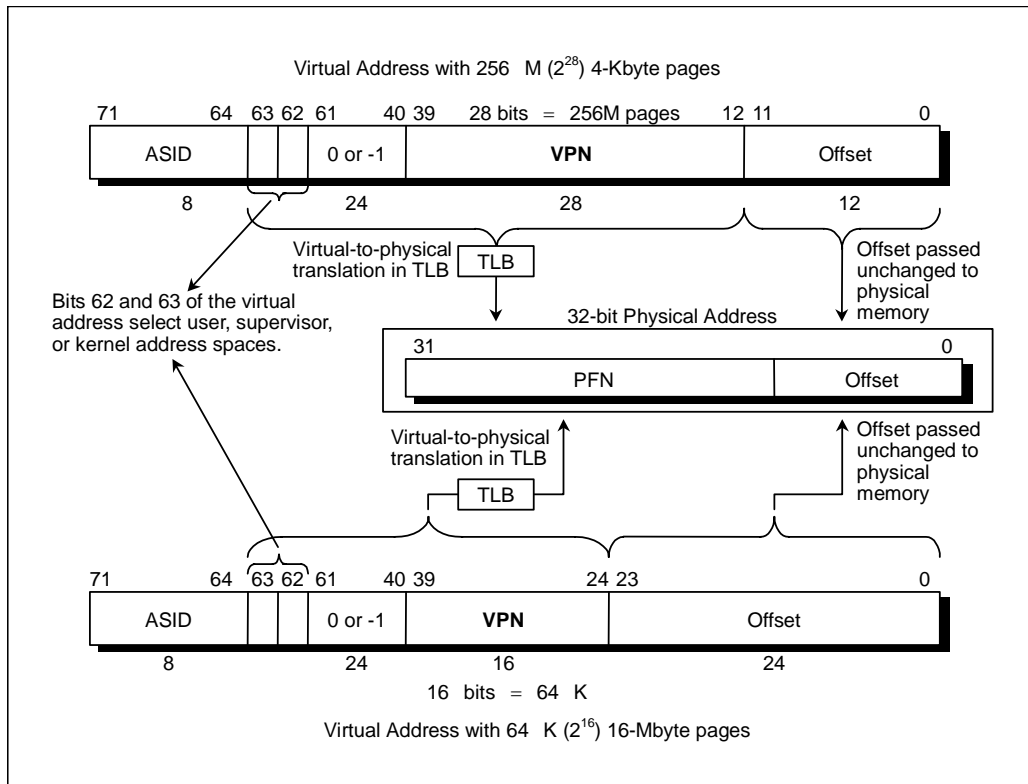 Virtual Address with 256 M (2^28) 4-Kbyte pages
71 64 63 62 61 40 39 28 bits = 256M pages 12 11 0
ASID 0 or -1 VPN Offset
8 24 28 12
Virtual-to-physical
translation in TLB
TLB
Offset passed
unchanged to
physical
memory
Bits 62 and 63 of the virtual
address select user, supervisor,
or kernel address spaces.
32-bit Physical Address
31 0
PFN Offset
Virtual-to-physical
translation in TLB
TLB
Offset passed
unchanged to
physical
memory
71 64 63 62 61 40 39 24 23 0
ASID 0 or -1 VPN Offset
8 24 16 24
16 bits = 64 K
Virtual Address with 64 K (2^16) 16-Mbyte pages